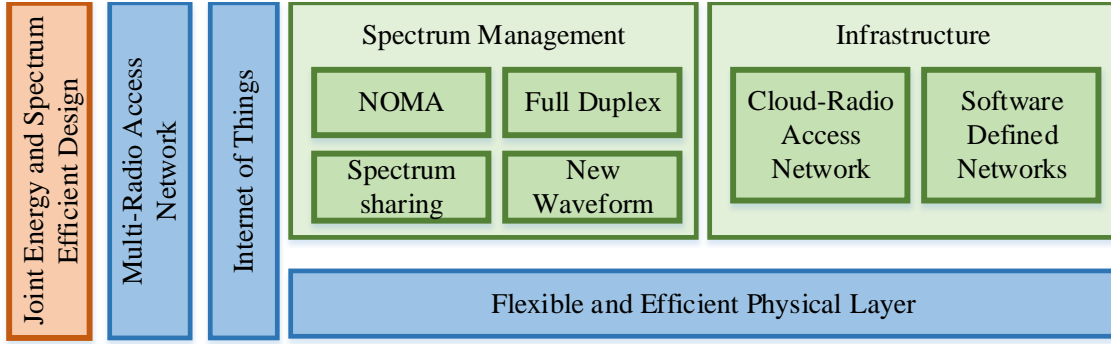 Joint Energy and Spectrum
Efficient Design
Multi-Radio Access
Network
Internet of Things
Spectrum Management
NOMA
Full Duplex
Spectrum
sharing
New
Waveform
Infrastructure
Cloud-Radio
Access
Network
Software
Defined
Networks
Flexible and Efficient Physical Layer